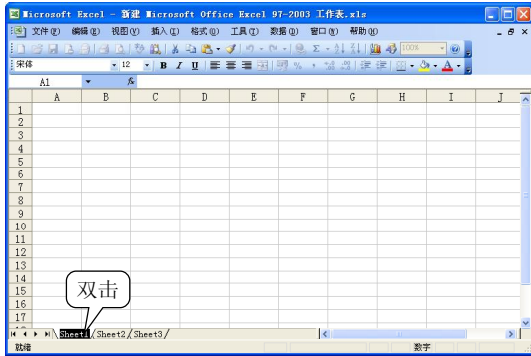 Microsoft Excel - 新建 Microsoft Office Excel 97-2003 工作表.xls
文件(F) 编辑(E) 视图(V) 插入(I) 格式(O) 工具(T) 数据(D) 窗口(W) 帮助(H)
100%
宋体 12 B I U
A1 fx
A B C D E F G H I J
1
2
3
4
5
6
7
8
9
10
11
12
13
14
15
16
17
双击
Sheet1 Sheet2 Sheet3
就绪 数字